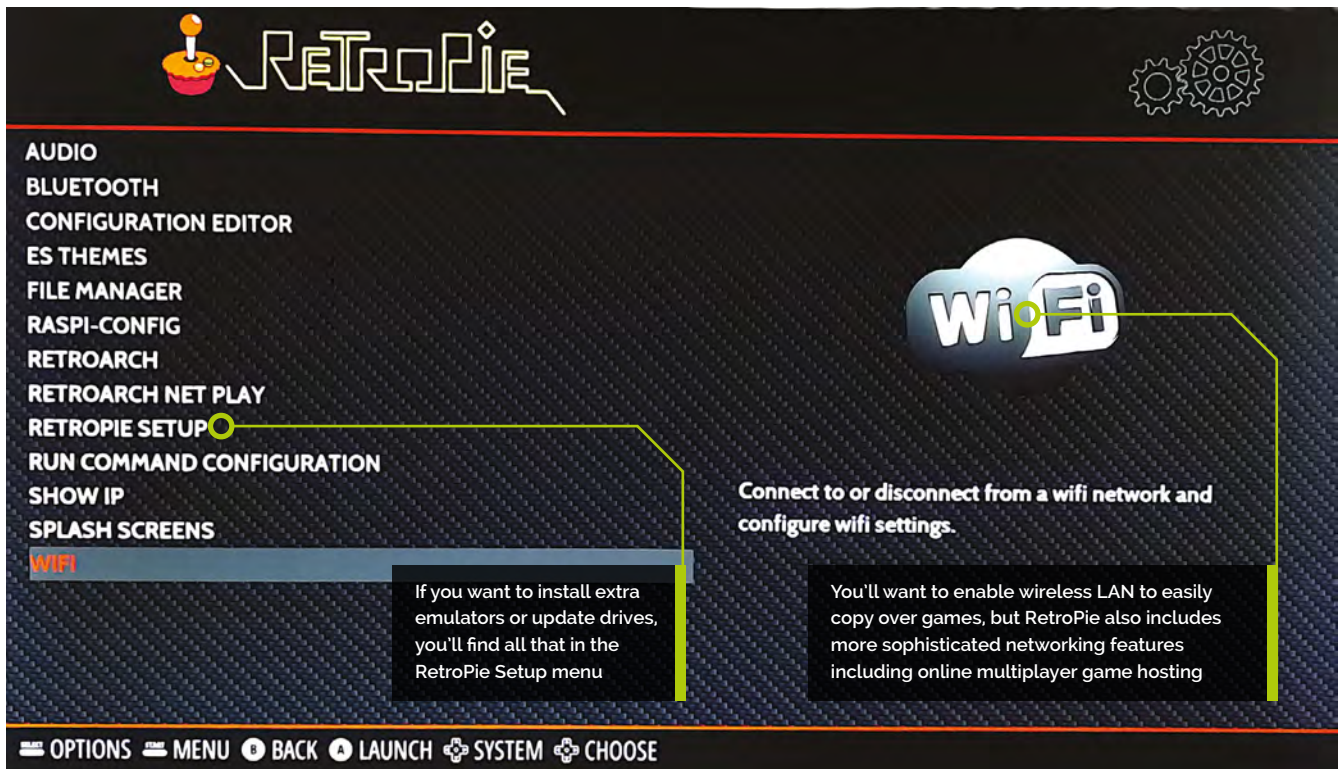 RETROPIE
AUDIO
BLUETOOTH
CONFIGURATION EDITOR
ES THEMES
FILE MANAGER
RASPI-CONFIG
RETROARCH
RETROARCH NET PLAY
RETROPIE SETUP
RUN COMMAND CONFIGURATION
SHOW IP
SPLASH SCREENS
WIFI
WiFi
Connect to or disconnect from a wifi network and
configure wifi settings.
If you want to install extra
emulators or update drives,
you'll find all that in the
RetroPie Setup menu
You'll want to enable wireless LAN to easily
copy over games, but RetroPie also includes
more sophisticated networking features
including online multiplayer game hosting
SELECT OPTIONS START MENU B BACK A LAUNCH SYSTEM CHOOSE